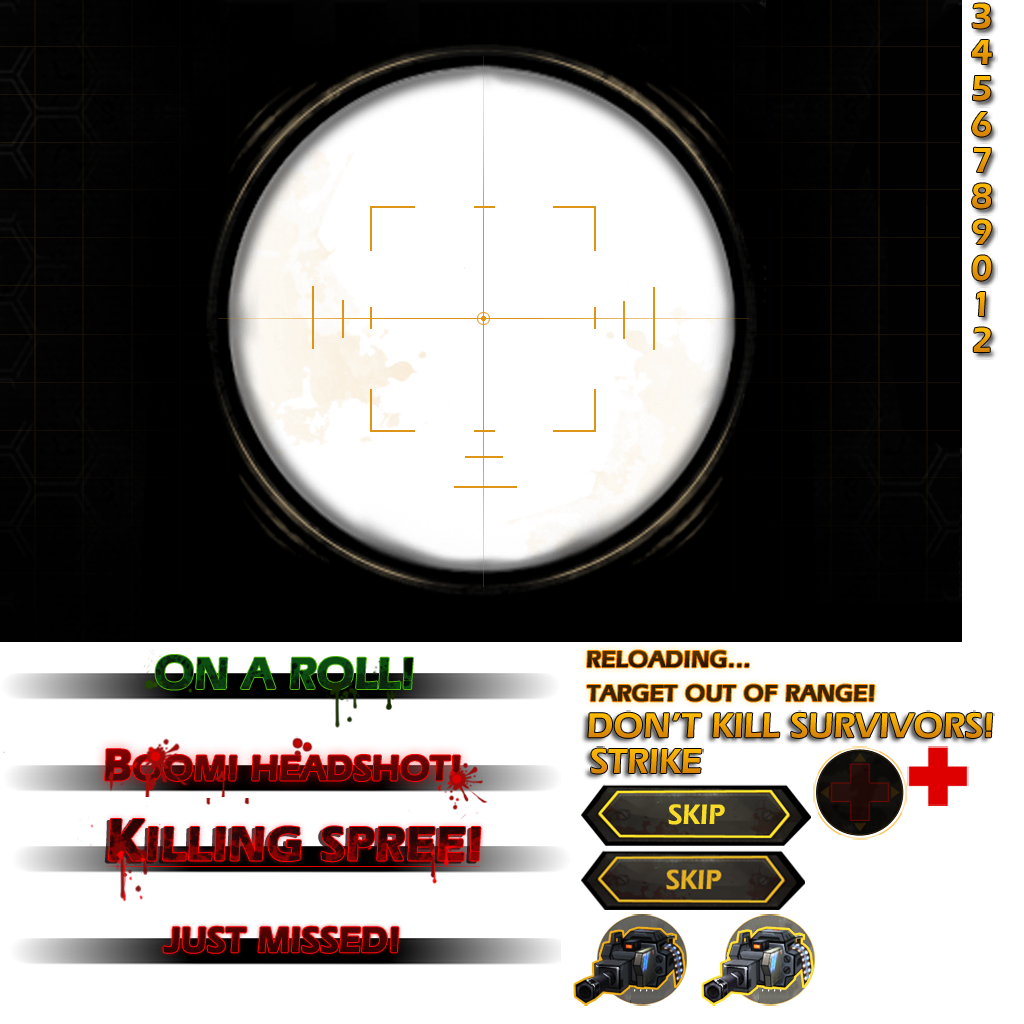 3
4
5
6
7
8
9
0
1
2
ON A ROLL!
BOOM! HEADSHOT!
KILLING SPREE!
JUST MISSED!
RELOADING...
TARGET OUT OF RANGE!
DON'T KILL SURVIVORS!
STRIKE
SKIP
SKIP